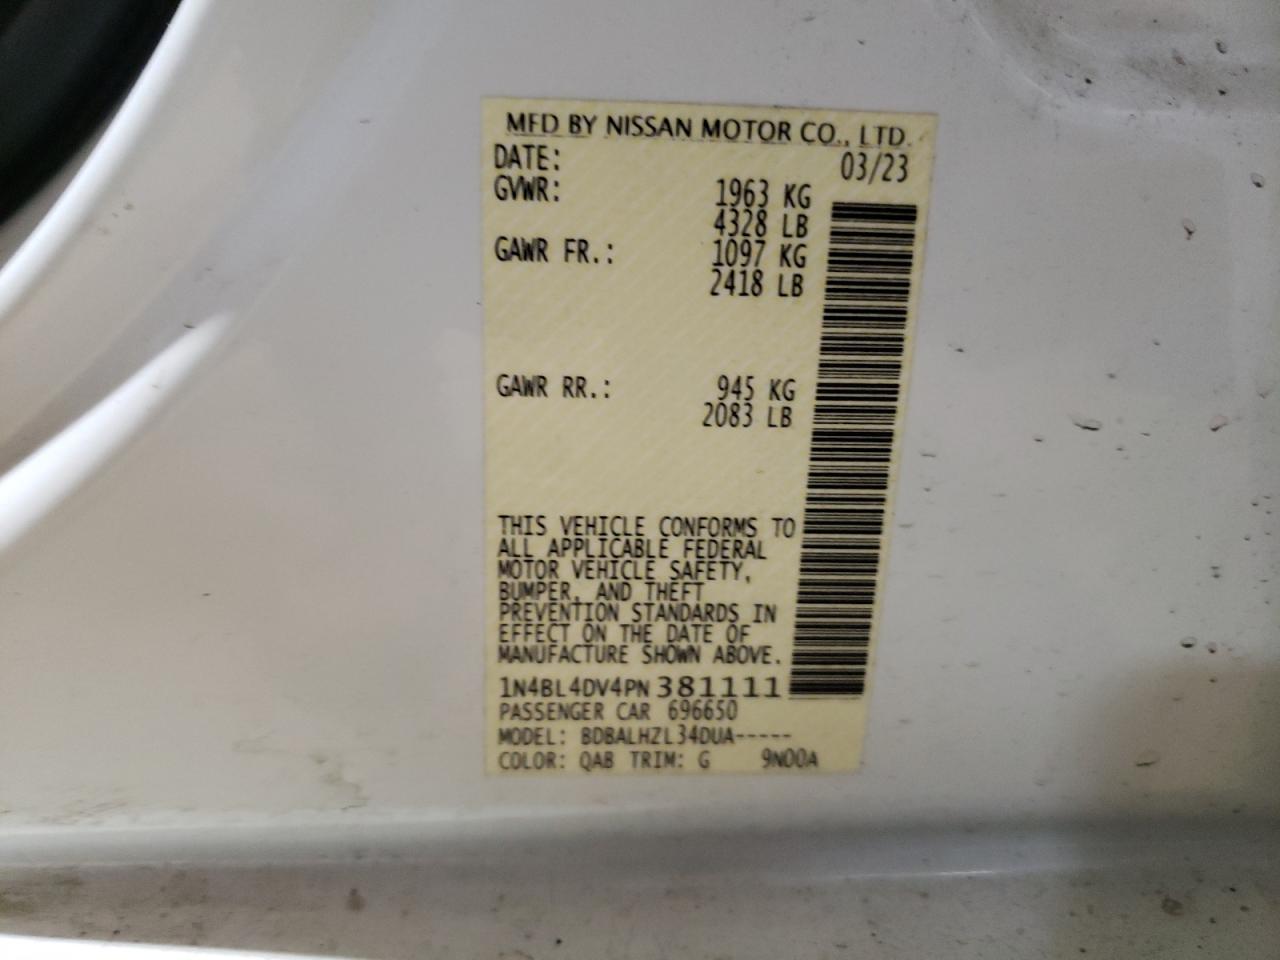 MFD BY NISSAN MOTOR CO., LTD.
DATE: 03/23
GVWR: 1963 KG
4328 LB
GAWR FR.: 1097 KG
2418 LB
GAWR RR.: 945 KG
2083 LB
THIS VEHICLE CONFORMS TO
ALL APPLICABLE FEDERAL
MOTOR VEHICLE SAFETY,
BUMPER, AND THEFT
PREVENTION STANDARDS IN
EFFECT ON THE DATE OF
MANUFACTURE SHOWN ABOVE.
1N4BL4DV4PN381111
PASSENGER CAR 696650
MODEL: BDBALHZL34DUA-----
COLOR: QAB TRIM: G 9N00A